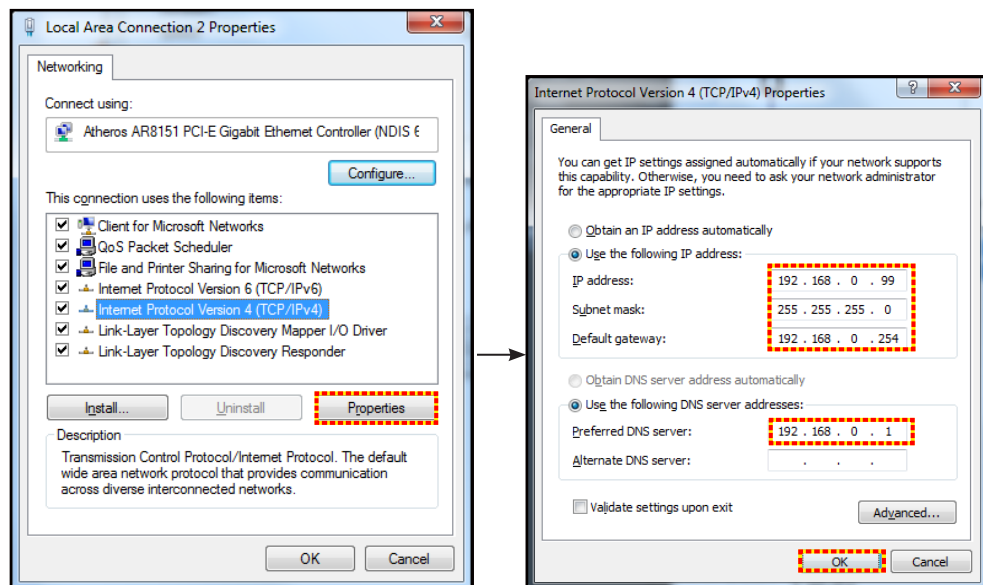 Local Area Connection 2 Properties
Networking
Connect using:
Atheros AR8151 PCI-E Gigabit Ethernet Controller (NDIS 6
Configure...
This connection uses the following items:
Client for Microsoft Networks
QoS Packet Scheduler
File and Printer Sharing for Microsoft Networks
Internet Protocol Version 6 (TCP/IPv6)
Internet Protocol Version 4 (TCP/IPv4)
Link-Layer Topology Discovery Mapper I/O Driver
Link-Layer Topology Discovery Responder
Install...
Uninstall
Properties
Description
Transmission Control Protocol/Internet Protocol. The default
wide area network protocol that provides communication
across diverse interconnected networks.
OK
Cancel
Internet Protocol Version 4 (TCP/IPv4) Properties
General
You can get IP settings assigned automatically if your network supports
this capability. Otherwise, you need to ask your network administrator
for the appropriate IP settings.
Obtain an IP address automatically
Use the following IP address:
IP address: 192 . 168 . 0 . 99
Subnet mask: 255 . 255 . 255 . 0
Default gateway: 192 . 168 . 0 . 254
Obtain DNS server address automatically
Use the following DNS server addresses:
Preferred DNS server: 192 . 168 . 0 . 1
Alternate DNS server: . . .
Validate settings upon exit
Advanced...
OK
Cancel